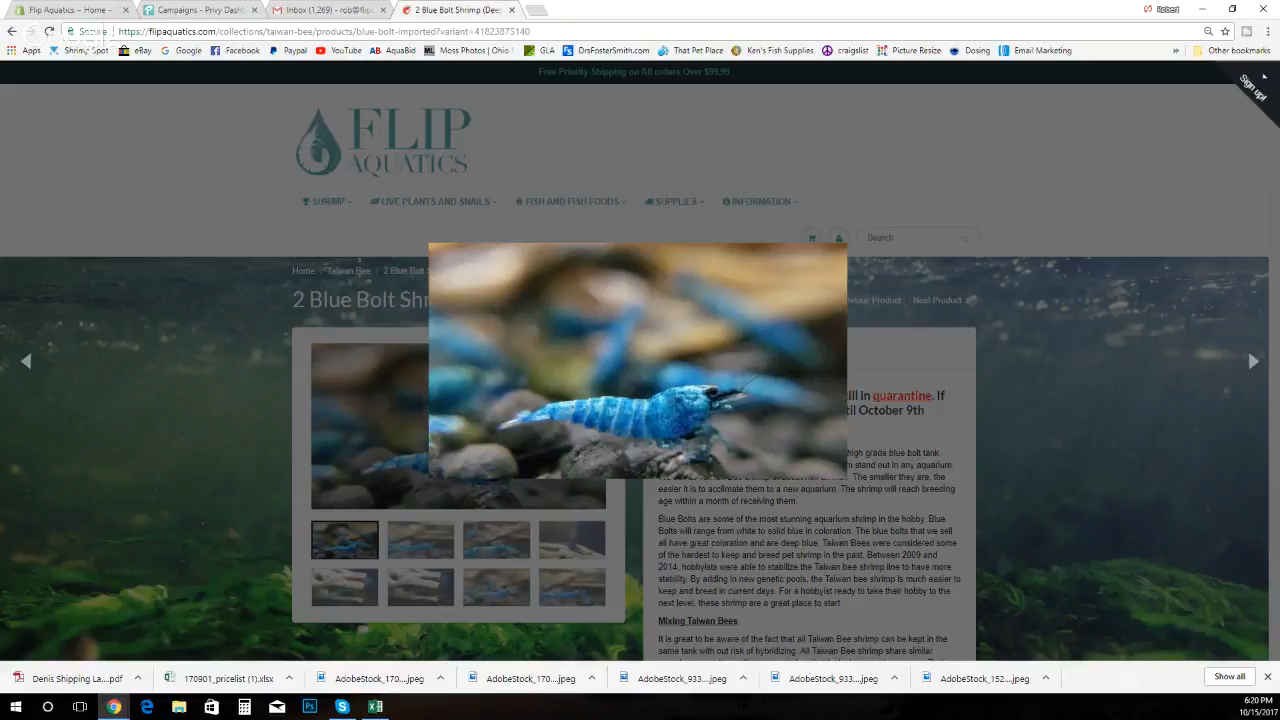 Flip Aquatics ~ Home ~
Campaigns - Privy Dashb
Inbox (1,269) - rob@flip
2 Blue Bolt Shrimp (Dee
Robert
Secure
https://flipaquatics.com/collections/taiwan-bee/products/blue-bolt-imported?variant=41823875140
Apps
eBay
Google
Facebook
Paypal
YouTube
AquaBid
Moss Photos | Ohio
GLA
DrsFosterSmith.com
That Pet Place
Ken's Fish Supplies
craigslist
Picture Resize
Dosing
Email Marketing
Other bookmarks
Free Priority Shipping on All orders Over $99.99
Sign up!
FLIP
AQUATICS
SHRIMP
LIVE PLANTS AND SNAILS
FISH AND FISH FOODS
SUPPLIES
INFORMATION
Search
Home / Taiwan Bee / 2 Blue Bolt
2 Blue Bolt Shr
vious Product
Next Product
ill in quarantine. If
til October 9th
high grade blue bolt tank.
m stand out in any aquarium.
The smaller they are, the
easier it is to acclimate them to a new aquarium. The shrimp will reach breeding
age within a month of receiving them.
Blue Bolts are some of the most stunning aquarium shrimp in the hobby. Blue
Bolts will range from white to solid blue in coloration. The blue bolts that we sell
all have great coloration and are deep blue. Taiwan Bees were considered some
of the hardest to keep and breed pet shrimp in the past. Between 2009 and
2014, hobbyists were able to stabilize the Taiwan bee shrimp line to have more
stability. By adding in new genetic pools, the Taiwan bee shrimp is much easier to
keep and breed in current days. For a hobbyist ready to take their hobby to the
next level, these shrimp are a great place to start
Mixing Taiwan Bees
It is great to be aware of the fact that all Taiwan Bee shrimp can be kept in the
same tank with out risk of hybridizing. All Taiwan Bee shrimp share similar
Denis Shipping La....pdf
170901_pricelist (1).xlsx
AdobeStock_170....jpeg
AdobeStock_170....jpeg
AdobeStock_933....jpeg
AdobeStock_933....jpeg
AdobeStock_152....jpeg
Show all
6:20 PM
10/15/2017